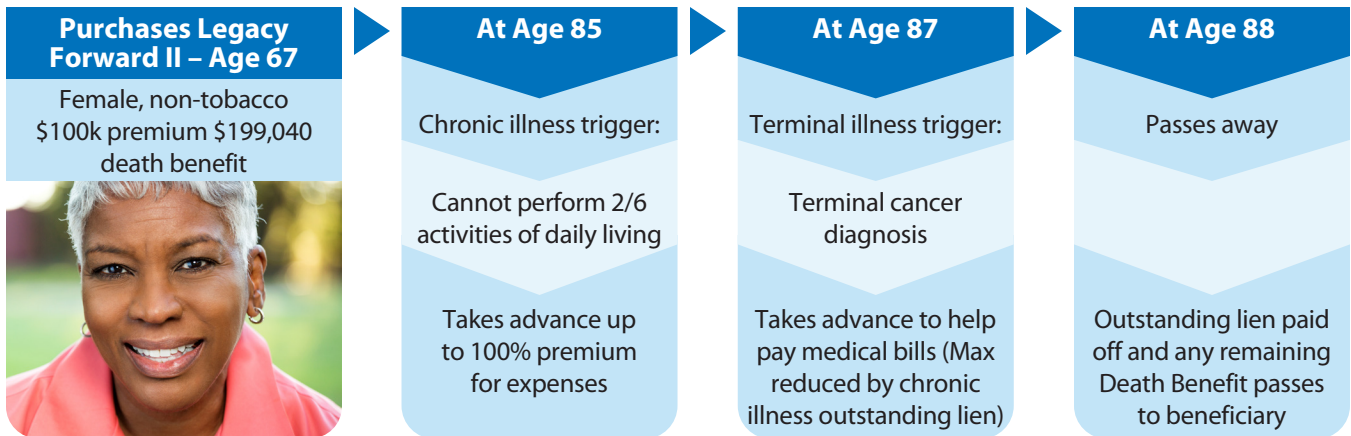 Purchases Legacy
Forward II – Age 67
Female, non-tobacco
$100k premium $199,040
death benefit
At Age 85
Chronic illness trigger:
Cannot perform 2/6
activities of daily living
Takes advance up
to 100% premium
for expenses
At Age 87
Terminal illness trigger:
Terminal cancer
diagnosis
Takes advance to help
pay medical bills (Max
reduced by chronic
illness outstanding lien)
At Age 88
Passes away
Outstanding lien paid
off and any remaining
Death Benefit passes
to beneficiary